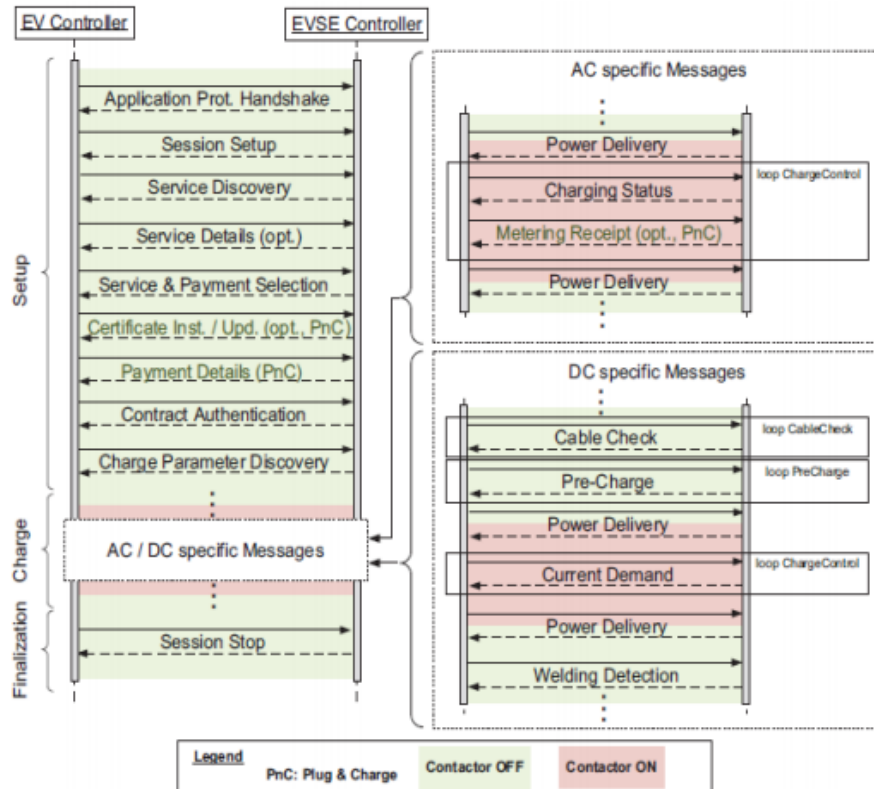 EV Controller
EVSE Controller
Application Prot. Handshake
Session Setup
Service Discovery
Service Details (opt.)
Service & Payment Selection
Certificate Inst. / Upd. (opt., PnC)
Payment Details (PnC)
Contract Authentication
Charge Parameter Discovery
AC / DC specific Messages
Session Stop
Setup
Charge
Finalization
AC specific Messages
Power Delivery
loop ChargeControl
Charging Status
Metering Receipt (opt., PnC)
Power Delivery
DC specific Messages
Cable Check
loop CableCheck
Pre-Charge
loop PreCharge
Power Delivery
Current Demand
loop ChargeControl
Power Delivery
Welding Detection
Legend
PnC: Plug & Charge
Contactor OFF
Contactor ON